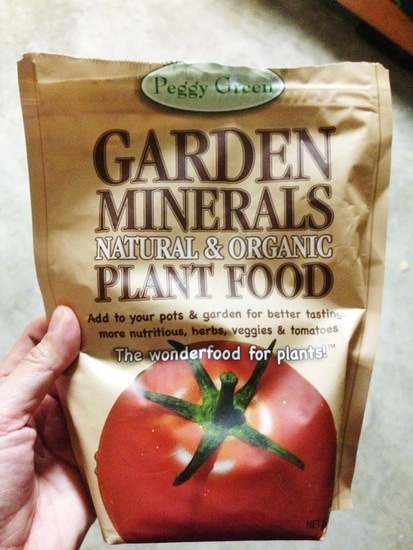 Peggy Green
GARDEN
MINERALS
NATURAL & ORGANIC
PLANT FOOD
Add to your pots & garden for better tasting,
more nutritious, herbs, veggies & tomatoes
The wonderfood for plants!™
NET